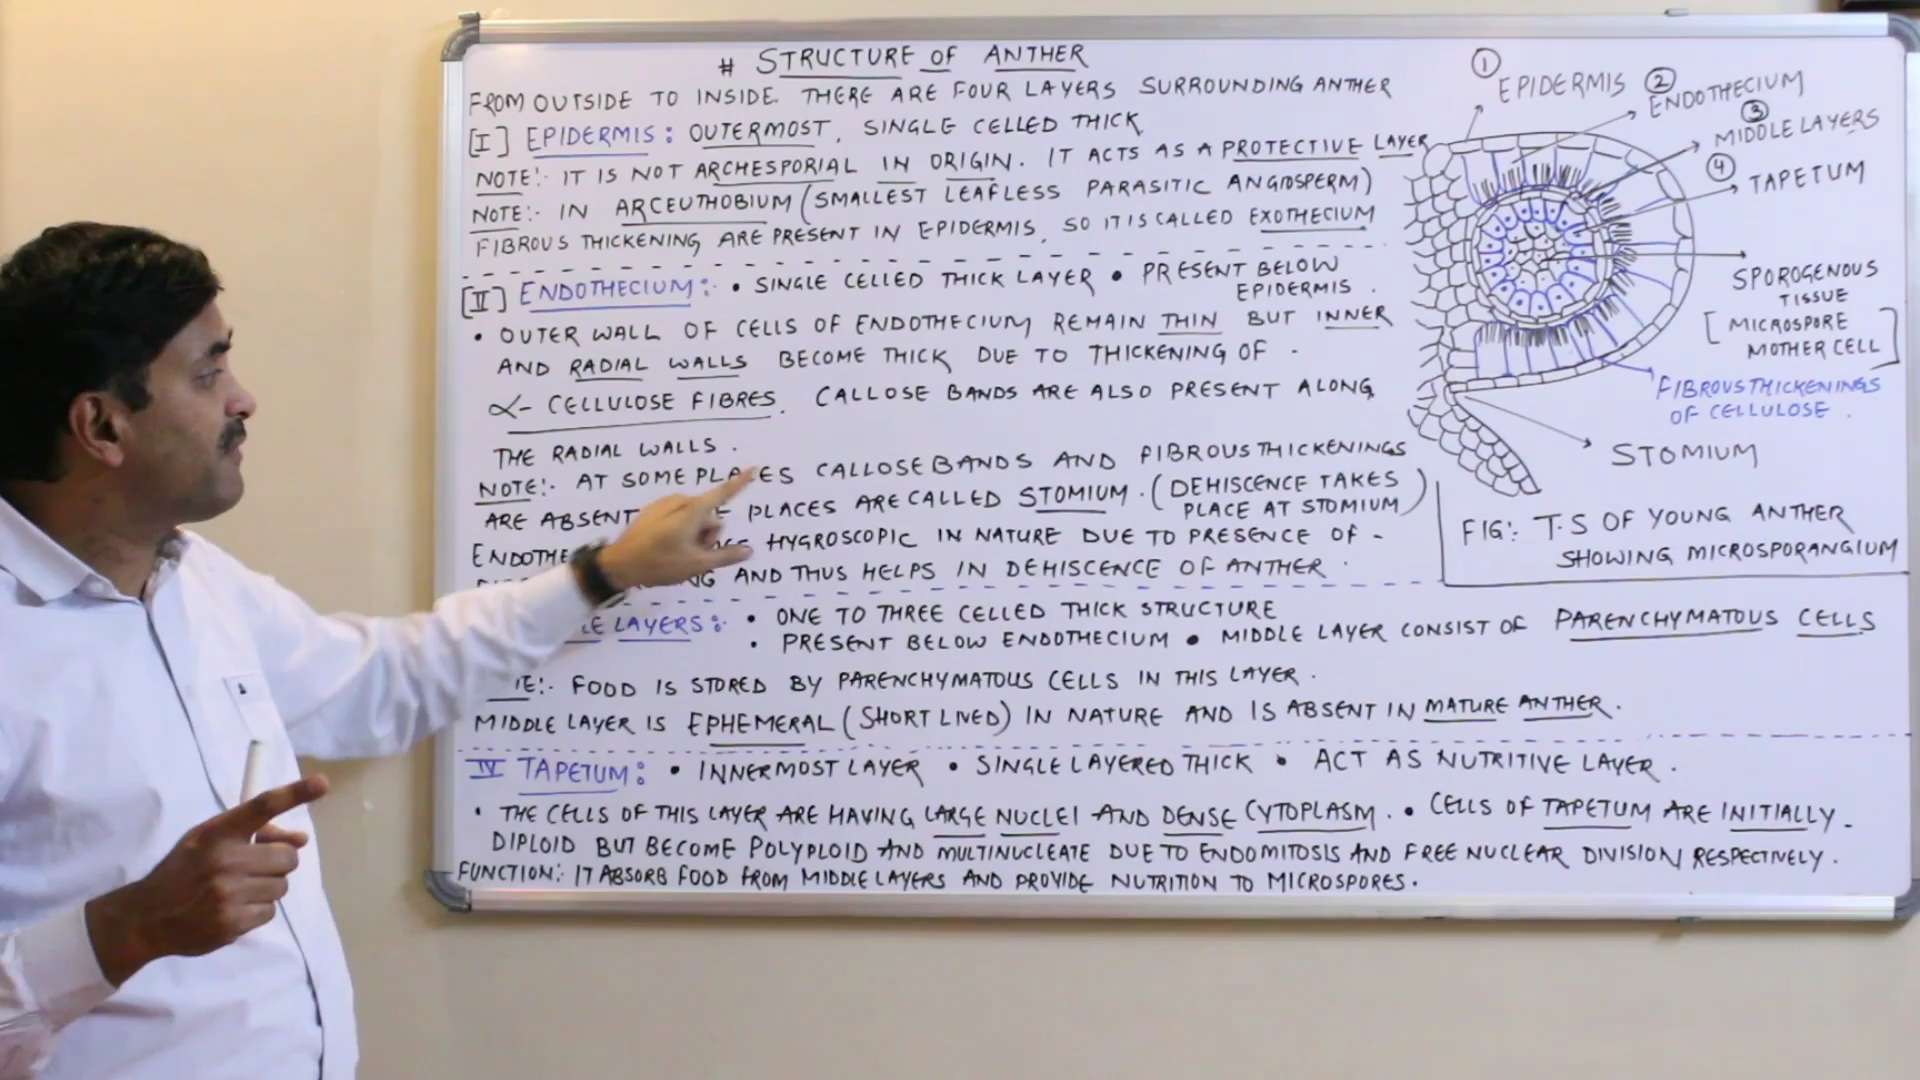 # STRUCTURE OF ANTHER
FROM OUTSIDE TO INSIDE THERE ARE FOUR LAYERS SURROUNDING ANTHER
[I] EPIDERMIS: OUTERMOST, SINGLE CELLED THICK
NOTE:- IT IS NOT ARCHESPORIAL IN ORIGIN. IT ACTS AS A PROTECTIVE LAYER
NOTE:- IN ARCEUTHOBIUM (SMALLEST LEAFLESS PARASITIC ANGIOSPERM)
FIBROUS THICKENING ARE PRESENT IN EPIDERMIS, SO IT IS CALLED EXOTHECIUM
[II] ENDOTHECIUM:- • SINGLE CELLED THICK LAYER • PRESENT BELOW
EPIDERMIS.
• OUTER WALL OF CELLS OF ENDOTHECIUM REMAIN THIN BUT INNER
AND RADIAL WALLS BECOME THICK DUE TO THICKENING OF -
α- CELLULOSE FIBRES. CALLOSE BANDS ARE ALSO PRESENT ALONG
THE RADIAL WALLS.
NOTE:- AT SOME PLACES CALLOSE BANDS AND FIBROUS THICKENINGS
ARE ABSENT PLACES ARE CALLED STOMIUM. (DEHISCENCE TAKES
PLACE AT STOMIUM)
HYGROSCOPIC IN NATURE DUE TO PRESENCE OF -
AND THUS HELPS IN DEHISCENCE OF ANTHER.
LAYERS:- • ONE TO THREE CELLED THICK STRUCTURE
• PRESENT BELOW ENDOTHECIUM • MIDDLE LAYER CONSIST OF PARENCHYMATOUS CELLS
FOOD IS STORED BY PARENCHYMATOUS CELLS IN THIS LAYER.
MIDDLE LAYER IS EPHEMERAL (SHORT LIVED) IN NATURE AND IS ABSENT IN MATURE ANTHER.
IV TAPETUM: • INNERMOST LAYER • SINGLE LAYERED THICK • ACT AS NUTRITIVE LAYER.
• THE CELLS OF THIS LAYER ARE HAVING LARGE NUCLEI AND DENSE CYTOPLASM. • CELLS OF TAPETUM ARE INITIALLY -
DIPLOID BUT BECOME POLYPLOID AND MULTINUCLEATE DUE TO ENDOMITOSIS AND FREE NUCLEAR DIVISION RESPECTIVELY.
FUNCTION:- IT ABSORB FOOD FROM MIDDLE LAYERS AND PROVIDE NUTRITION TO MICROSPORES.
① EPIDERMIS
② ENDOTHECIUM
③ MIDDLE LAYERS
④ TAPETUM
SPOROGENOUS
TISSUE
[MICROSPORE
MOTHER CELL]
FIBROUS THICKENINGS
OF CELLULOSE.
STOMIUM
FIG:- T.S OF YOUNG ANTHER
SHOWING MICROSPORANGIUM